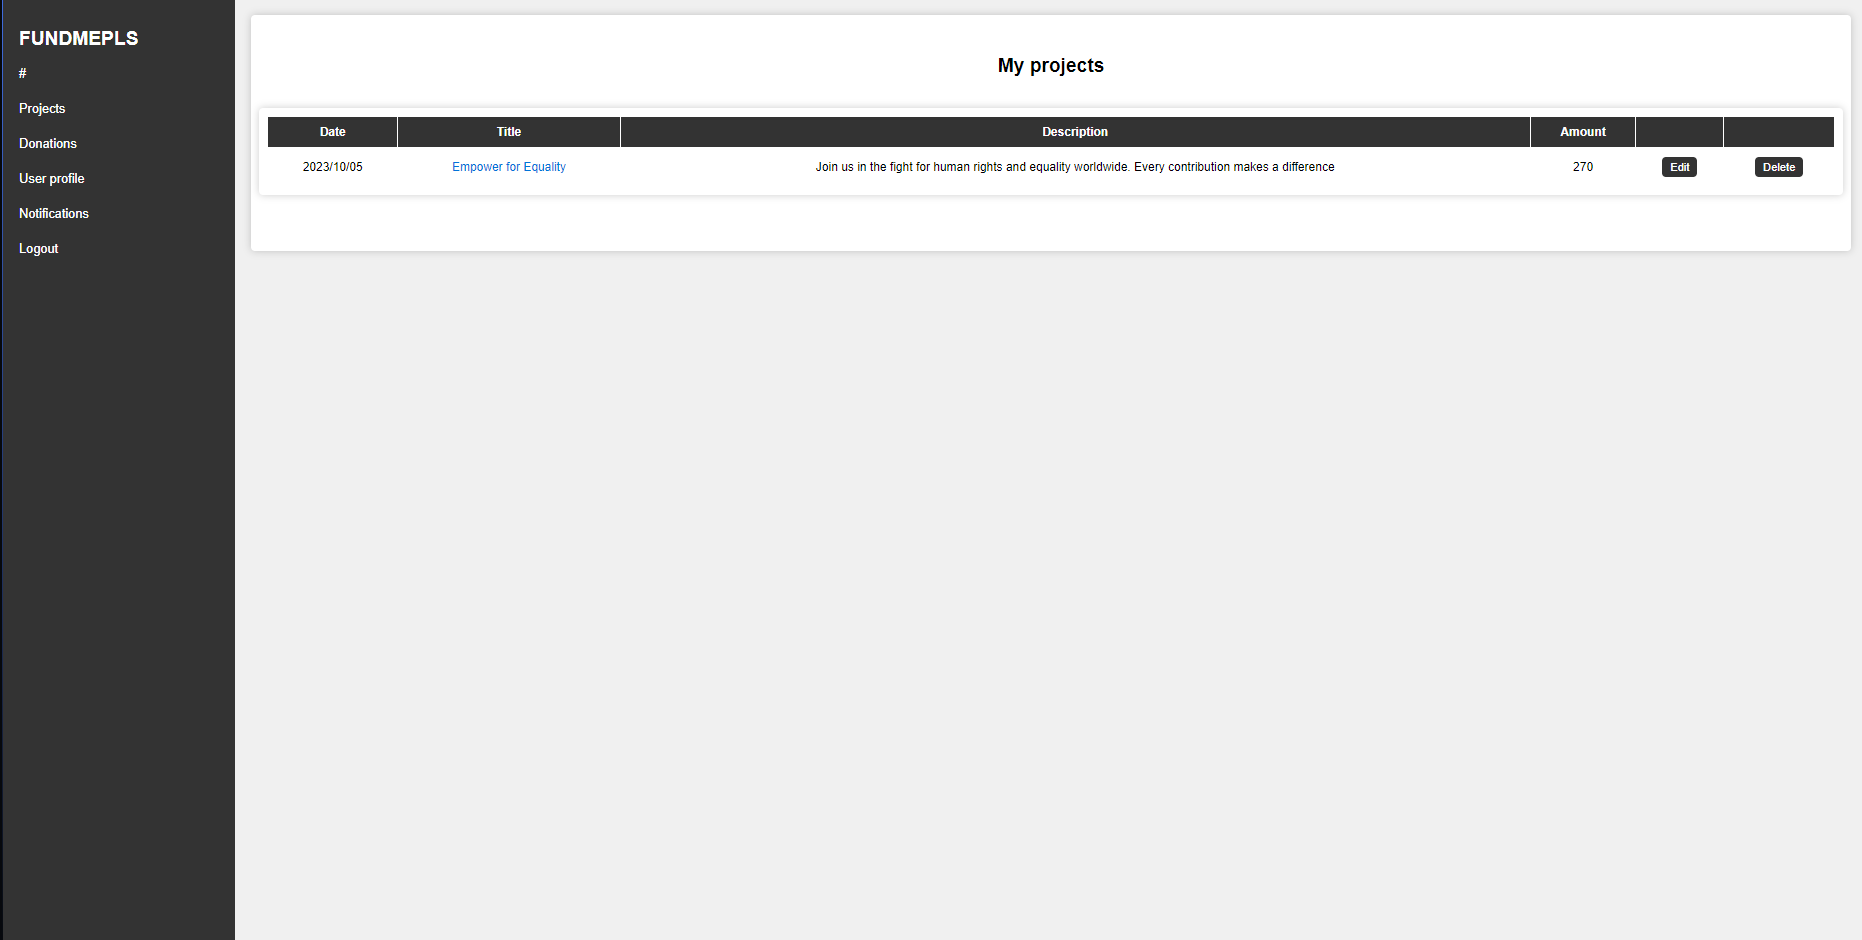 FUNDMEPLS
#
Projects
Donations
User profile
Notifications
Logout
My projects
Date Title Description Amount
2023/10/05 Empower for Equality Join us in the fight for human rights and equality worldwide. Every contribution makes a difference 270 Edit Delete